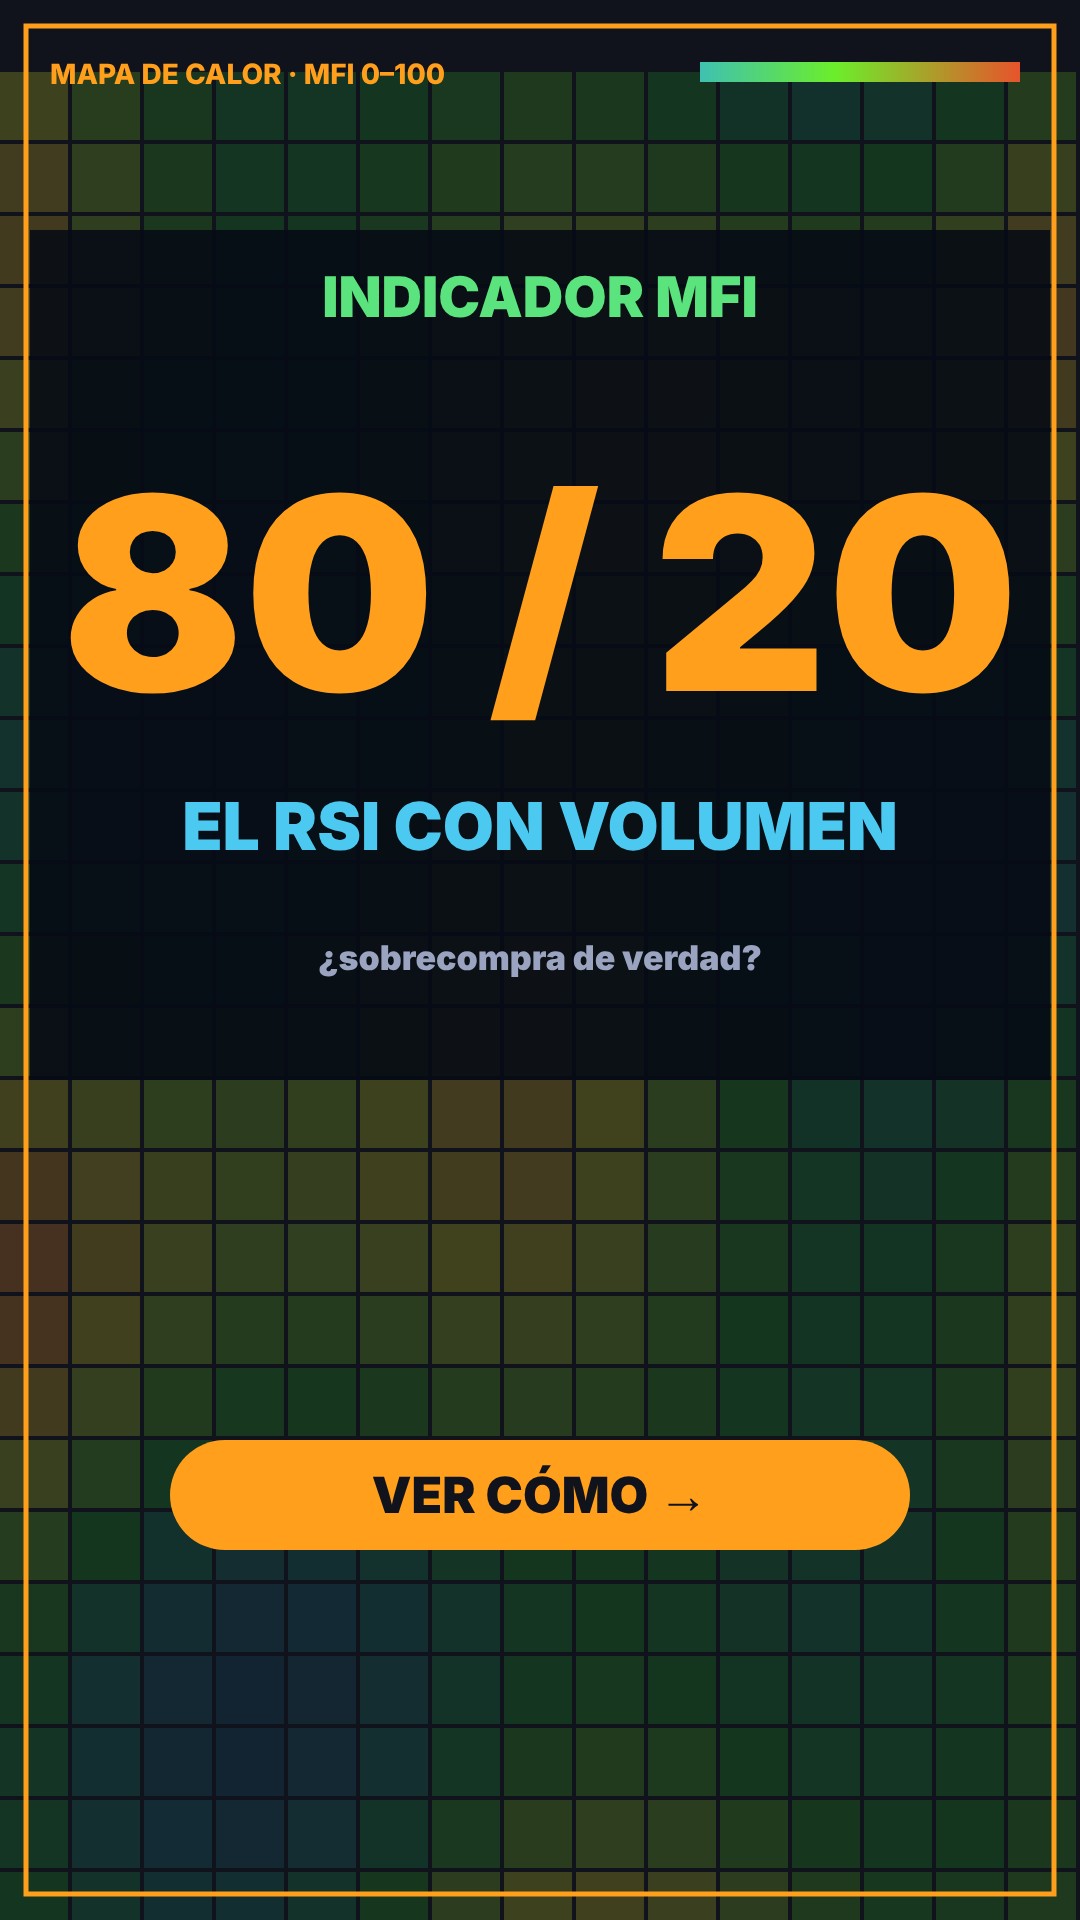 MAPA DE CALOR · MFI 0–100
INDICADOR MFI
80 / 20
EL RSI CON VOLUMEN
¿sobrecompra de verdad?
VER CÓMO →